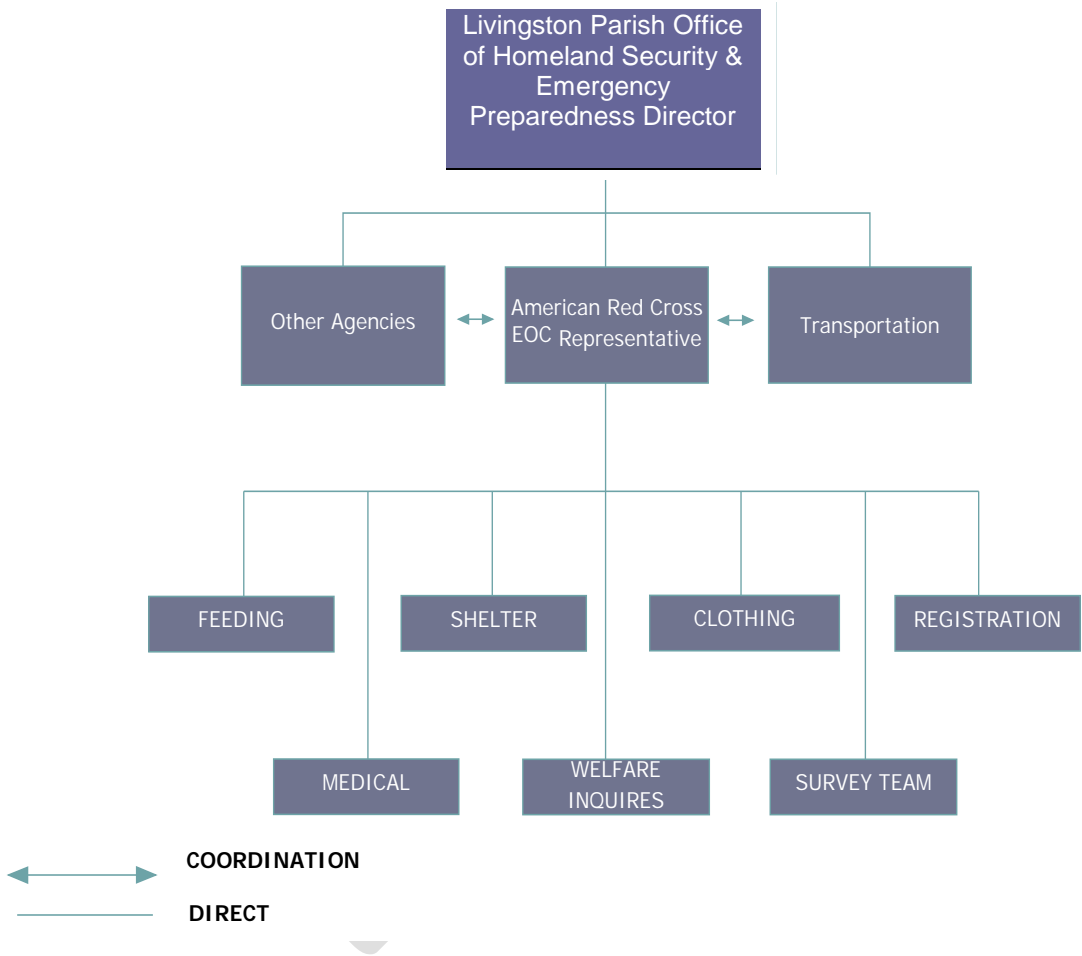 Livingston Parish Office
of Homeland Security &
Emergency
Preparedness Director
Other Agencies
American Red Cross
EOC Representative
Transportation
FEEDING
SHELTER
CLOTHING
REGISTRATION
MEDICAL
WELFARE
INQUIRES
SURVEY TEAM
COORDINATION
DIRECT